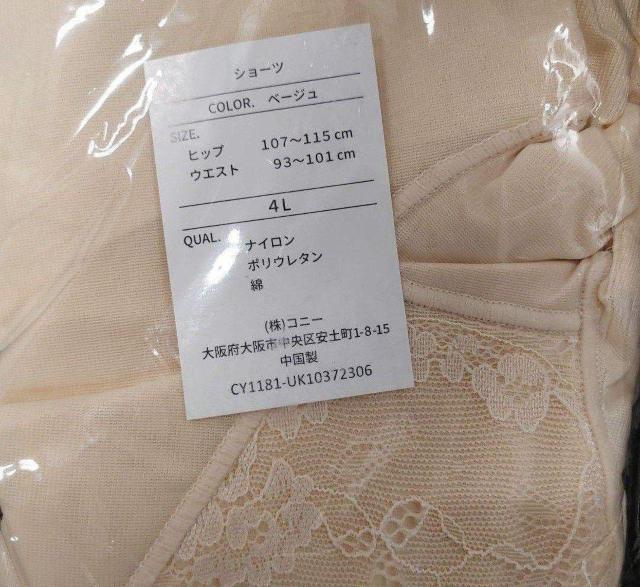 ショーツ
COLOR. ベージュ
SIZE.
ヒップ 107～115 cm
ウエスト 93～101 cm
4L
QUAL. ナイロン
ポリウレタン
綿
(株)コニー
大阪府大阪市中央区安土町1-8-15
中国製
CY1181-UK10372306